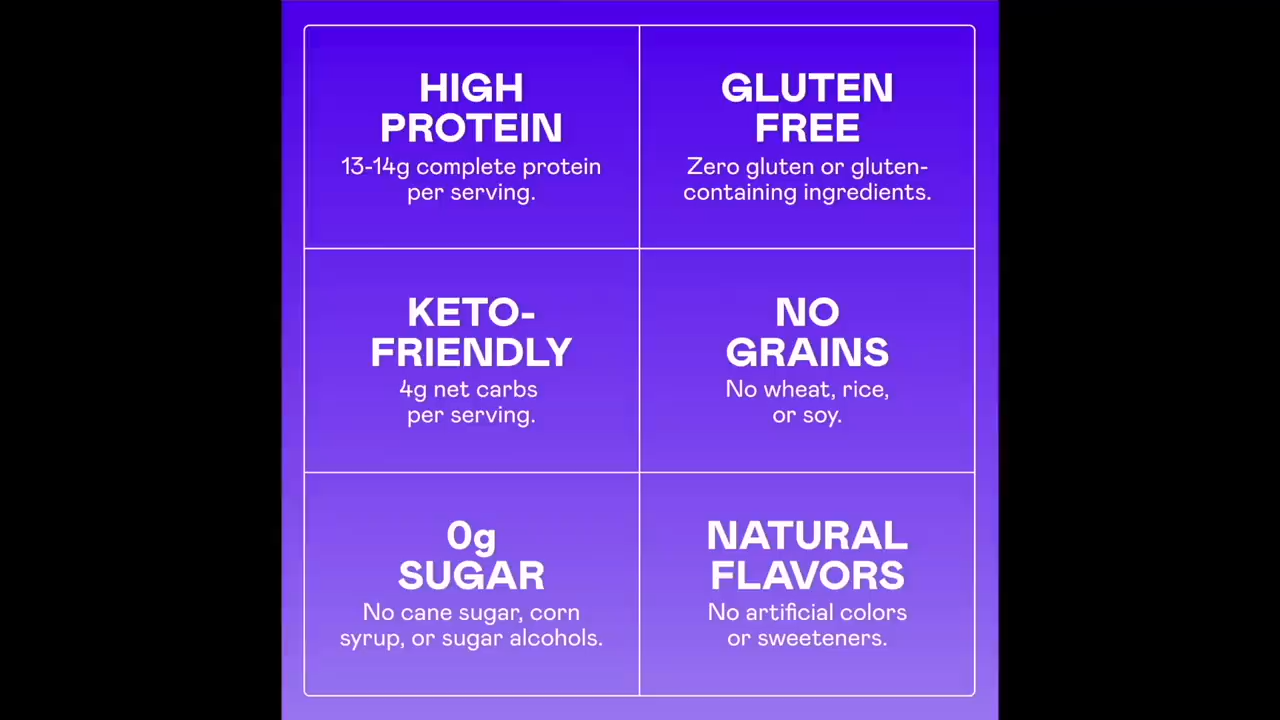 HIGH
PROTEIN
13-14g complete protein
per serving.
GLUTEN
FREE
Zero gluten or gluten-
containing ingredients.
KETO-
FRIENDLY
4g net carbs
per serving.
NO
GRAINS
No wheat, rice,
or soy.
0g
SUGAR
No cane sugar, corn
syrup, or sugar alcohols.
NATURAL
FLAVORS
No artificial colors
or sweeteners.